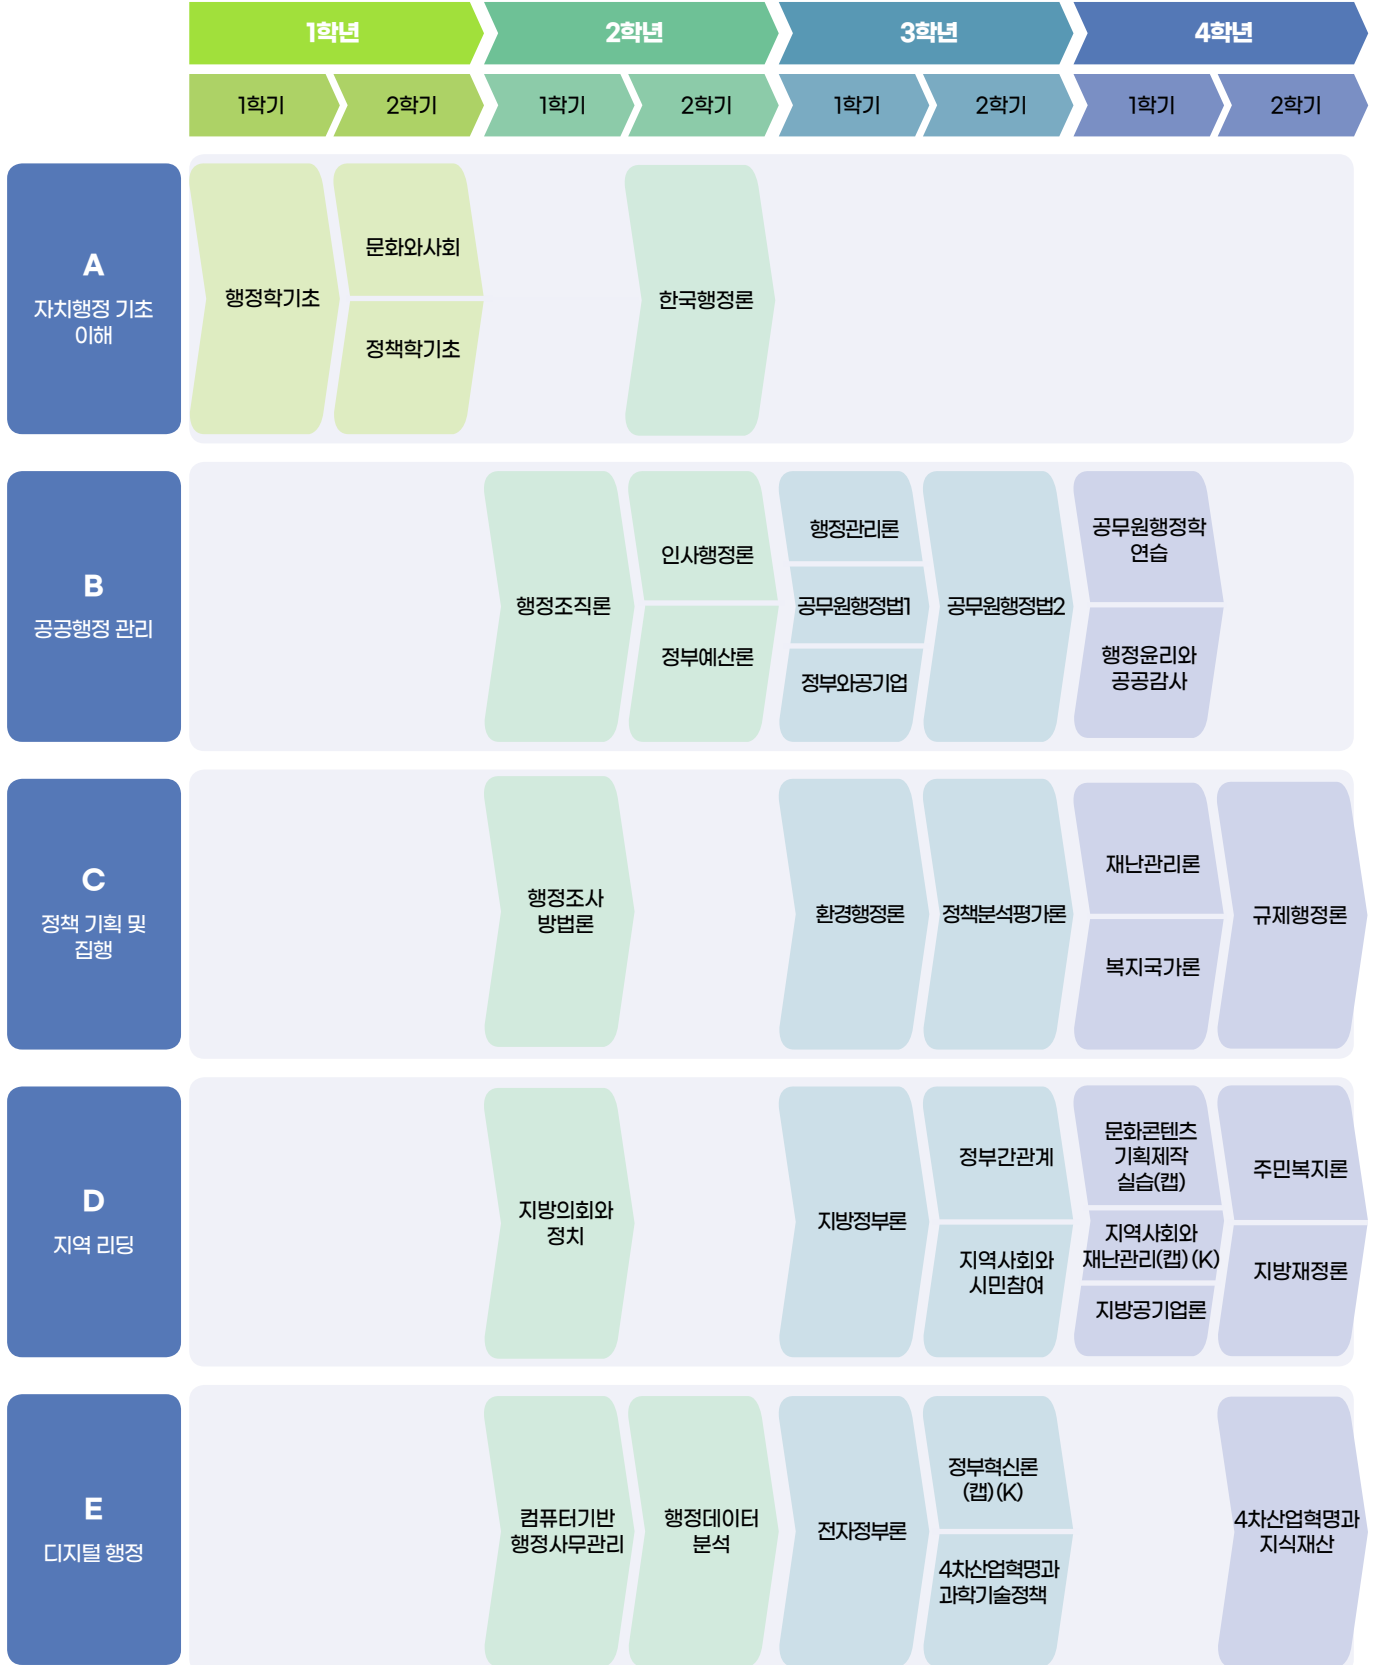 1학년
2학년
3학년
4학년
1학기
2학기
1학기
2학기
1학기
2학기
1학기
2학기
A
자치행정 기초
이해
행정학기초
문화와사회
정책학기초
한국행정론
B
공공행정 관리
행정조직론
인사행정론
정부예산론
행정관리론
공무원행정법1
정부와공기업
공무원행정법2
공무원행정학
연습
행정윤리와
공공감사
C
정책 기획 및
집행
행정조사
방법론
환경행정론
정책분석평가론
재난관리론
복지국가론
규제행정론
D
지역 리딩
지방의회와
정치
지방정부론
정부간관계
지역사회와
시민참여
문화콘텐츠
기획제작
실습(캡)
지역사회와
재난관리(캡)(K)
지방공기업론
주민복지론
지방재정론
E
디지털 행정
컴퓨터기반
행정사무관리
행정데이터
분석
전자정부론
정부혁신론
(캡)(K)
4차산업혁명과
과학기술정책
4차산업혁명과
지식재산